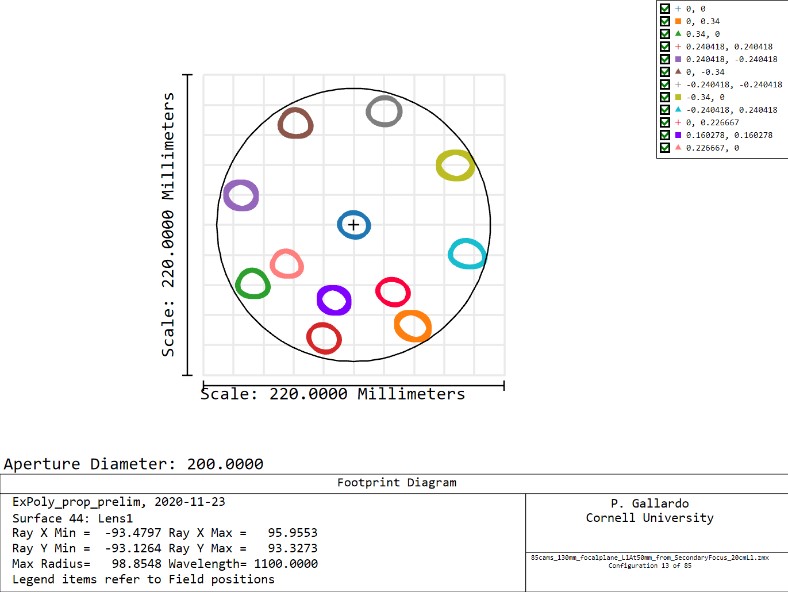 0, 0
0, 0.34
0.34, 0
0.240418, 0.240418
0.240418, -0.240418
0, -0.34
-0.240418, -0.240418
-0.34, 0
-0.240418, 0.240418
0, 0.226667
0.160278, 0.160278
0.226667, 0
Scale: 220.0000 Millimeters
Scale: 220.0000 Millimeters
Aperture Diameter: 200.0000
Footprint Diagram
ExPoly_prop_prelim, 2020-11-23
Surface 44: Lens1
Ray X Min = -93.4797 Ray X Max = 95.9553
Ray Y Min = -93.1264 Ray Y Max = 93.3273
Max Radius= 98.8548 Wavelength= 1100.0000
Legend items refer to Field positions
P. Gallardo
Cornell University
85cams_130mm_focalplane_L1At50mm_from_SecondaryFocus_20cmL1.zmx
Configuration 13 of 85